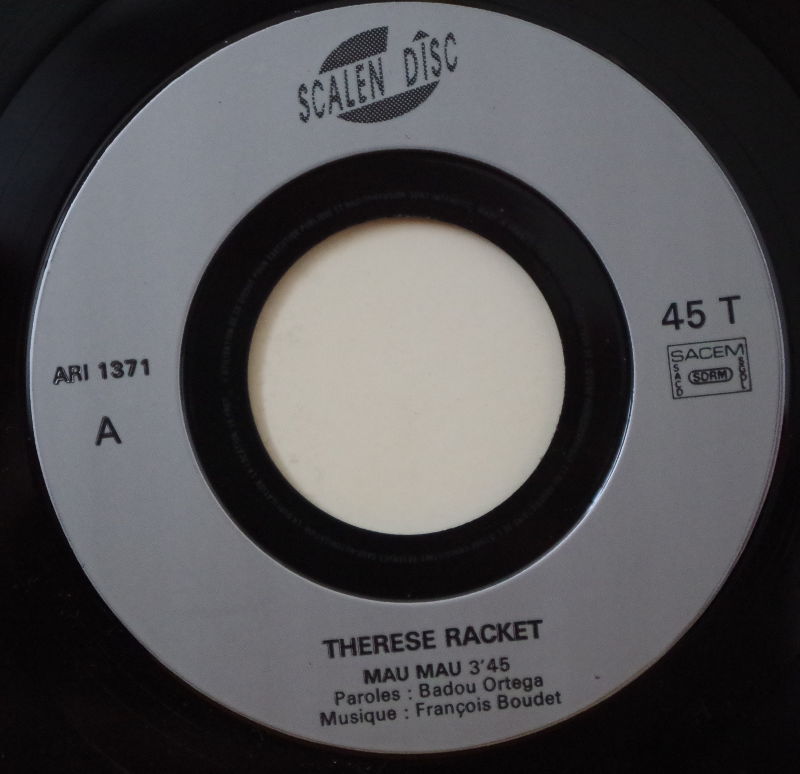 SCALEN DISC
45 T
SACEM
SACD SDRM SGDL
ARI 1371
A
THERESE RACKET
MAU MAU 3'45
Paroles : Badou Ortega
Musique : François Boudet